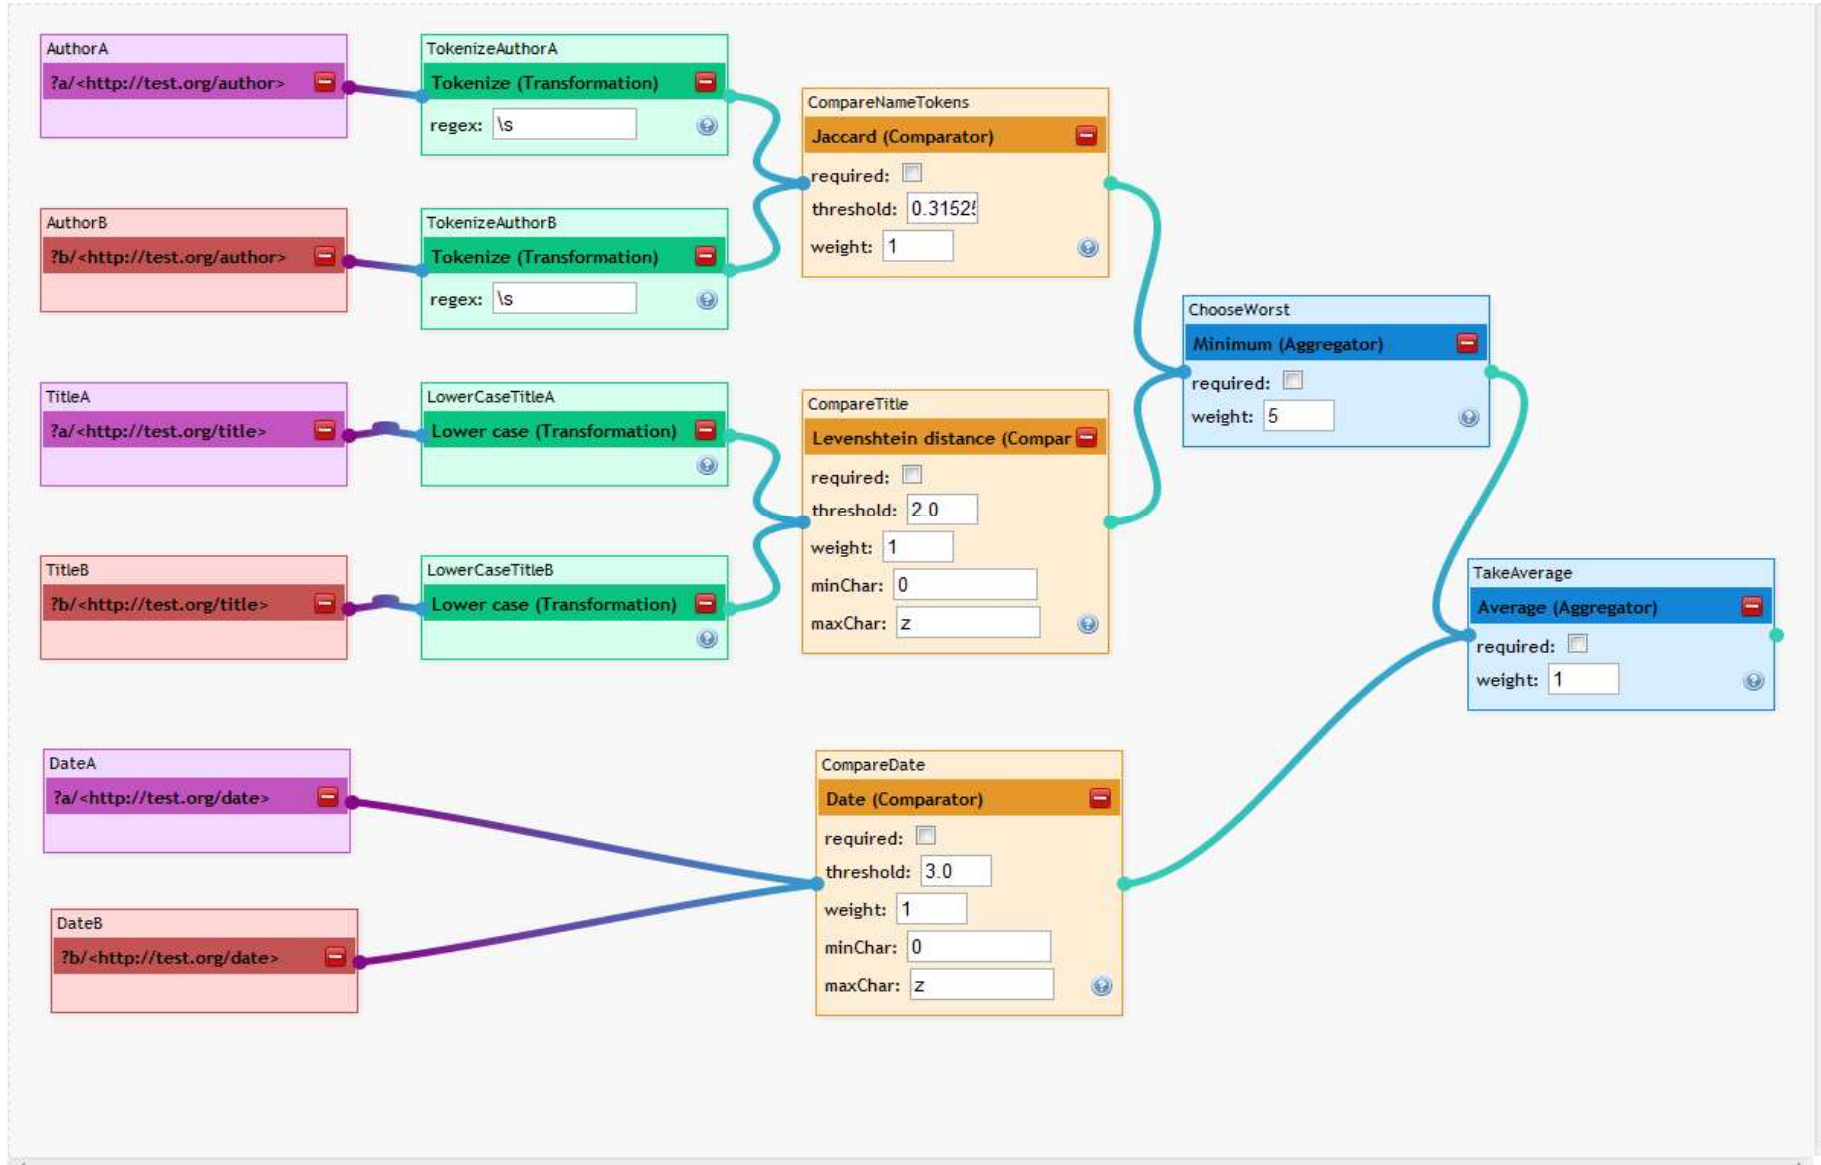 AuthorA
?a/<http://test.org/author>
AuthorB
?b/<http://test.org/author>
TitleA
?a/<http://test.org/title>
TitleB
?b/<http://test.org/title>
DateA
?a/<http://test.org/date>
DateB
?b/<http://test.org/date>
TokenizeAuthorA
Tokenize (Transformation)
regex: \s
TokenizeAuthorB
Tokenize (Transformation)
regex: \s
LowerCaseTitleA
Lower case (Transformation)
LowerCaseTitleB
Lower case (Transformation)
CompareNameTokens
Jaccard (Comparator)
required:
threshold: 0.3152
weight: 1
CompareTitle
Levenshtein distance (Compar
required:
threshold: 2.0
weight: 1
minChar: 0
maxChar: z
CompareDate
Date (Comparator)
required:
threshold: 3.0
weight: 1
minChar: 0
maxChar: z
ChooseWorst
Minimum (Aggregator)
required:
weight: 5
TakeAverage
Average (Aggregator)
required:
weight: 1